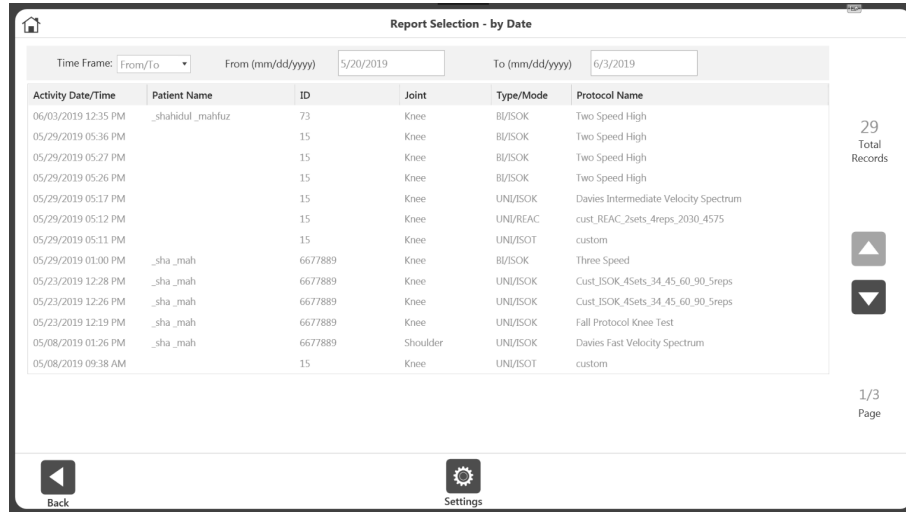 Report Selection - by Date
Time Frame: From/To From (mm/dd/yyyy) 5/20/2019 To (mm/dd/yyyy) 6/3/2019
Activity Date/Time Patient Name ID Joint Type/Mode Protocol Name
06/03/2019 12:35 PM _shahidul _mahfuz 73 Knee BI/ISOK Two Speed High
05/29/2019 05:36 PM 15 Knee BI/ISOK Two Speed High
05/29/2019 05:27 PM 15 Knee BI/ISOK Two Speed High
05/29/2019 05:26 PM 15 Knee BI/ISOK Two Speed High
05/29/2019 05:17 PM 15 Knee UNI/ISOK Davies Intermediate Velocity Spectrum
05/29/2019 05:12 PM 15 Knee UNI/REAC cust_REAC_2sets_4reps_2030_4575
05/29/2019 05:11 PM 15 Knee UNI/ISOT custom
05/29/2019 01:00 PM _sha _mah 6677889 Knee BI/ISOK Three Speed
05/23/2019 12:28 PM _sha _mah 6677889 Knee UNI/ISOK Cust_ISOK_4Sets_34_45_60_90_5reps
05/23/2019 12:26 PM _sha _mah 6677889 Knee UNI/ISOK Cust_ISOK_4Sets_34_45_60_90_5reps
05/23/2019 12:19 PM _sha _mah 6677889 Knee UNI/ISOK Fall Protocol Knee Test
05/08/2019 01:26 PM _sha _mah 6677889 Shoulder UNI/ISOK Davies Fast Velocity Spectrum
05/08/2019 09:38 AM 15 Knee UNI/ISOT custom
29
Total
Records
1/3
Page
Back
Settings